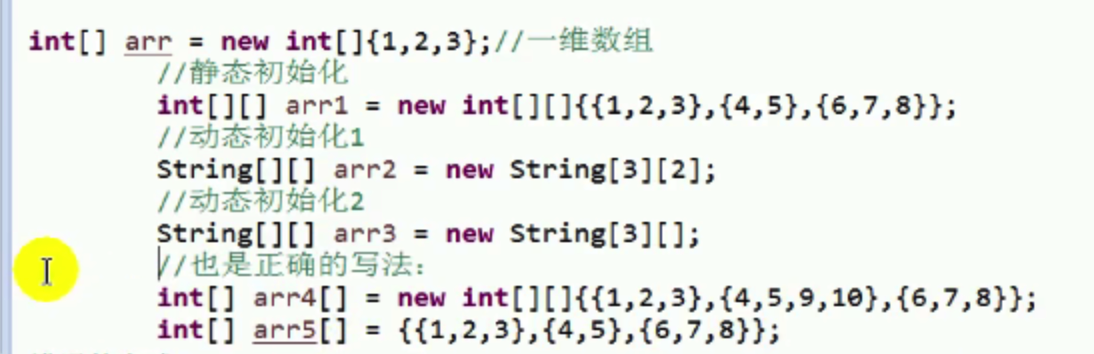 int[] arr = new int[]{1,2,3};//一维数组
//静态初始化
int[][] arr1 = new int[][]{{1,2,3},{4,5},{6,7,8}};
//动态初始化1
String[][] arr2 = new String[3][2];
//动态初始化2
String[][] arr3 = new String[3][];
//也是正确的写法：
int[] arr4[] = new int[][]{{1,2,3},{4,5,9,10},{6,7,8}};
int[] arr5[] = {{1,2,3},{4,5},{6,7,8}};